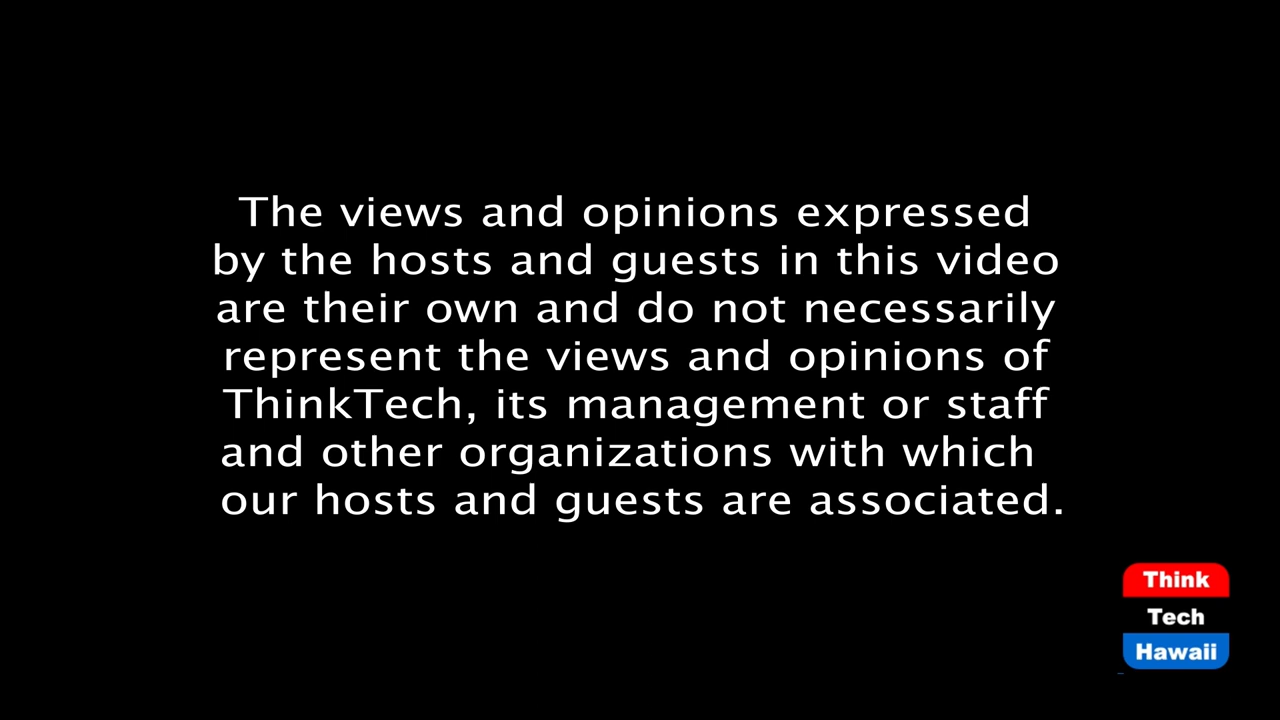 The views and opinions expressed
by the hosts and guests in this video
are their own and do not necessarily
represent the views and opinions of
ThinkTech, its management or staff
and other organizations with which
our hosts and guests are associated.
Think
Tech
Hawaii